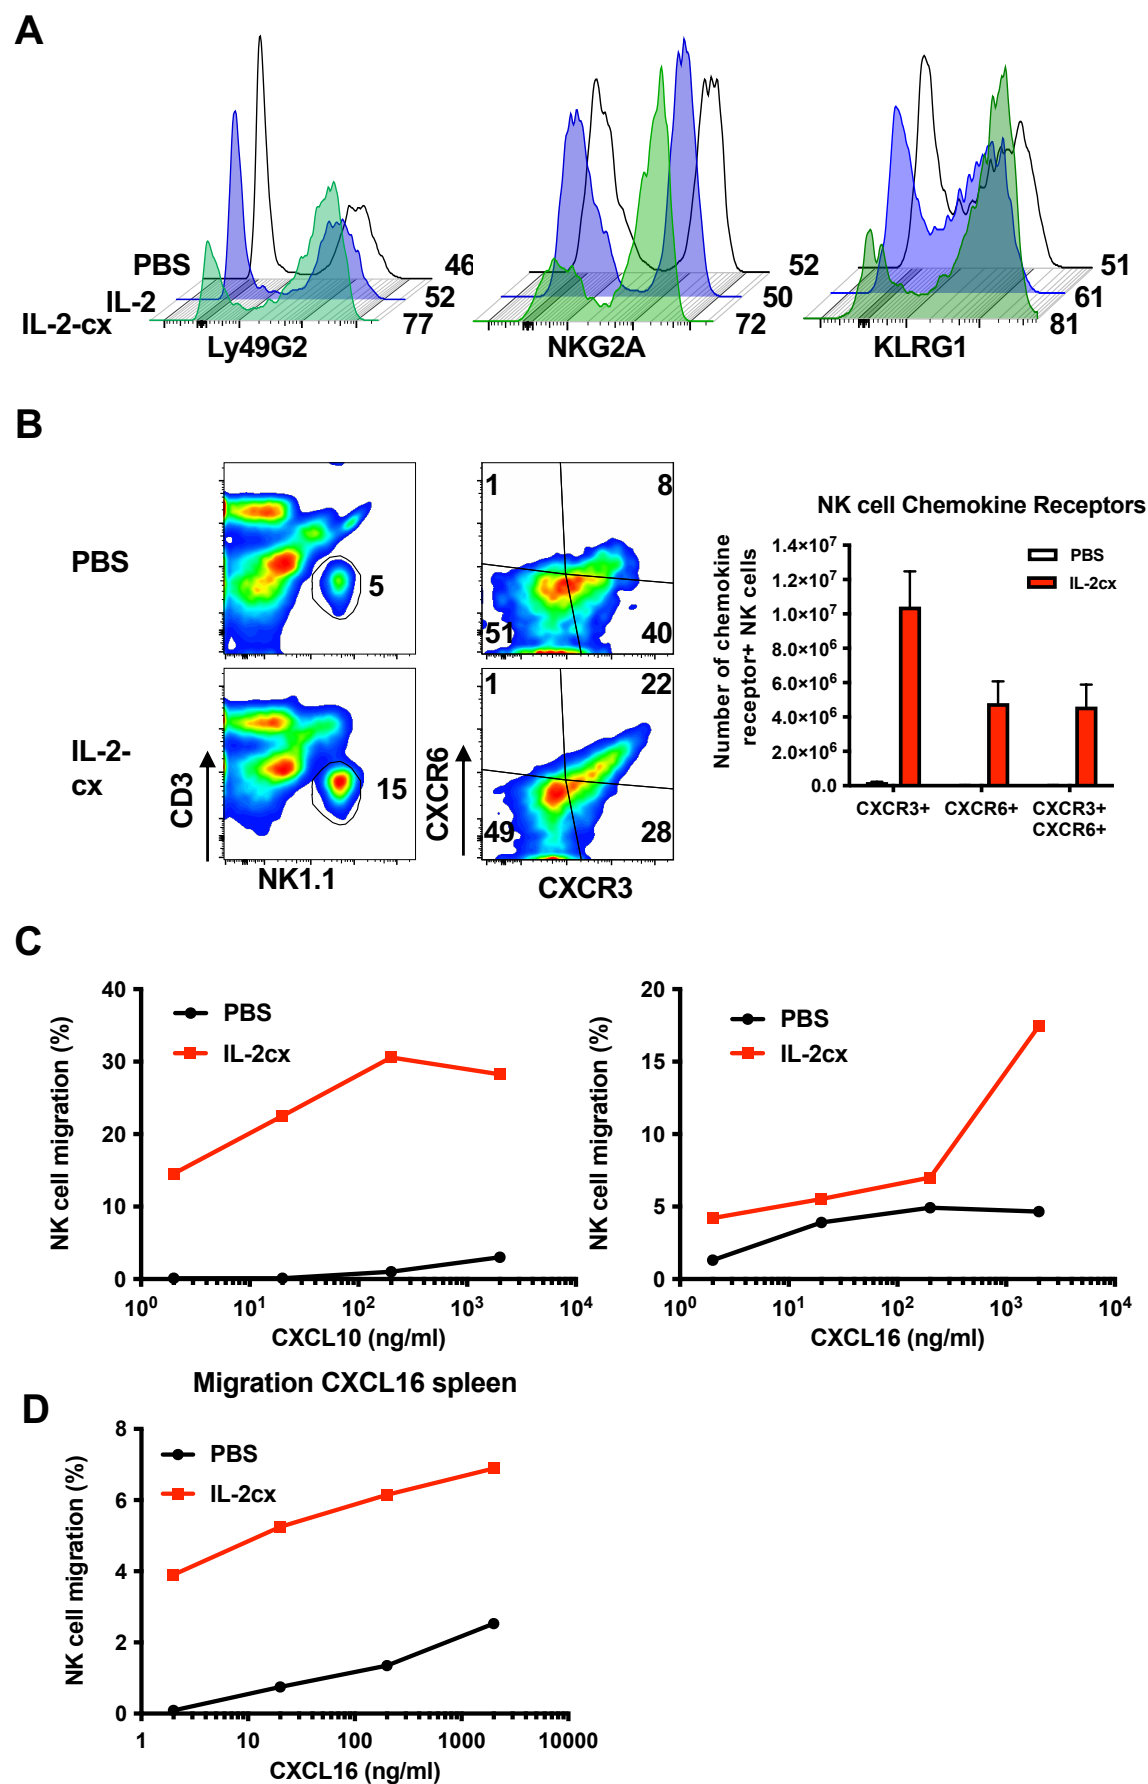 A
PBS
IL-2
IL-2-cx
46
52
77
Ly49G2
52
50
72
NKG2A
51
61
81
KLRG1
B
PBS
5
1
8
51
40
IL-2-
cx
15
1
22
49
28
CD3
NK1.1
CXCR6
CXCR3
NK cell Chemokine Receptors
Number of chemokine
receptor+ NK cells
1.4×10⁷
1.2×10⁷
1.0×10⁷
8.0×10⁶
6.0×10⁶
4.0×10⁶
2.0×10⁶
0.0
PBS
IL-2cx
CXCR3+
CXCR6+
CXCR3+
CXCR6+
C
NK cell migration (%)
40
30
20
10
0
PBS
IL-2cx
10⁰ 10¹ 10² 10³ 10⁴
CXCL10 (ng/ml)
NK cell migration (%)
20
15
10
5
0
PBS
IL-2cx
10⁰ 10¹ 10² 10³ 10⁴
CXCL16 (ng/ml)
D
Migration CXCL16 spleen
NK cell migration (%)
8
6
4
2
0
PBS
IL-2cx
1 10 100 1000 10000
CXCL16 (ng/ml)